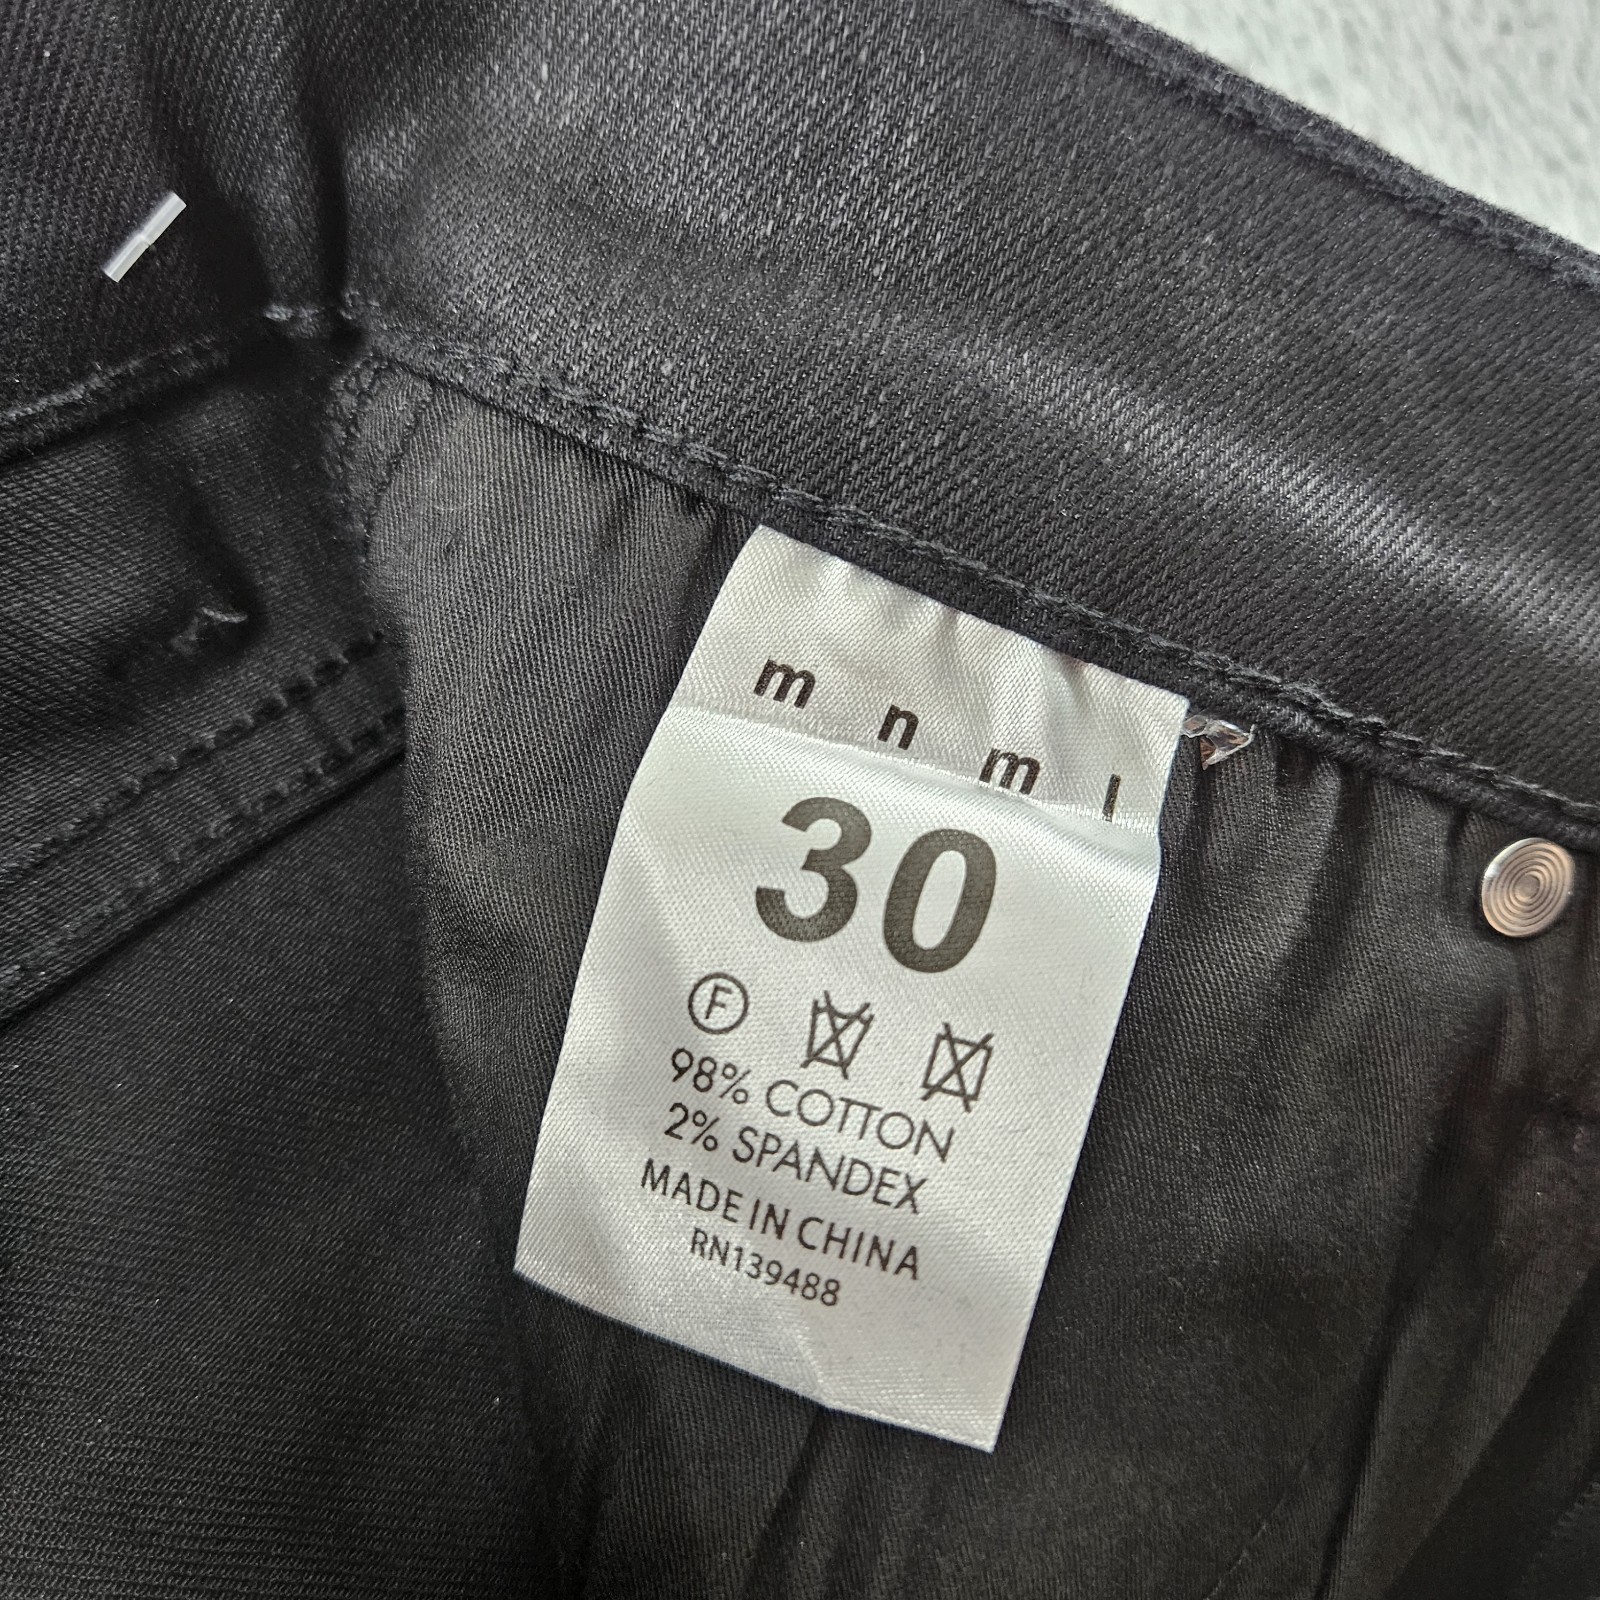 m n m l
30
F
98% COTTON
2% SPANDEX
MADE IN CHINA
RN139488